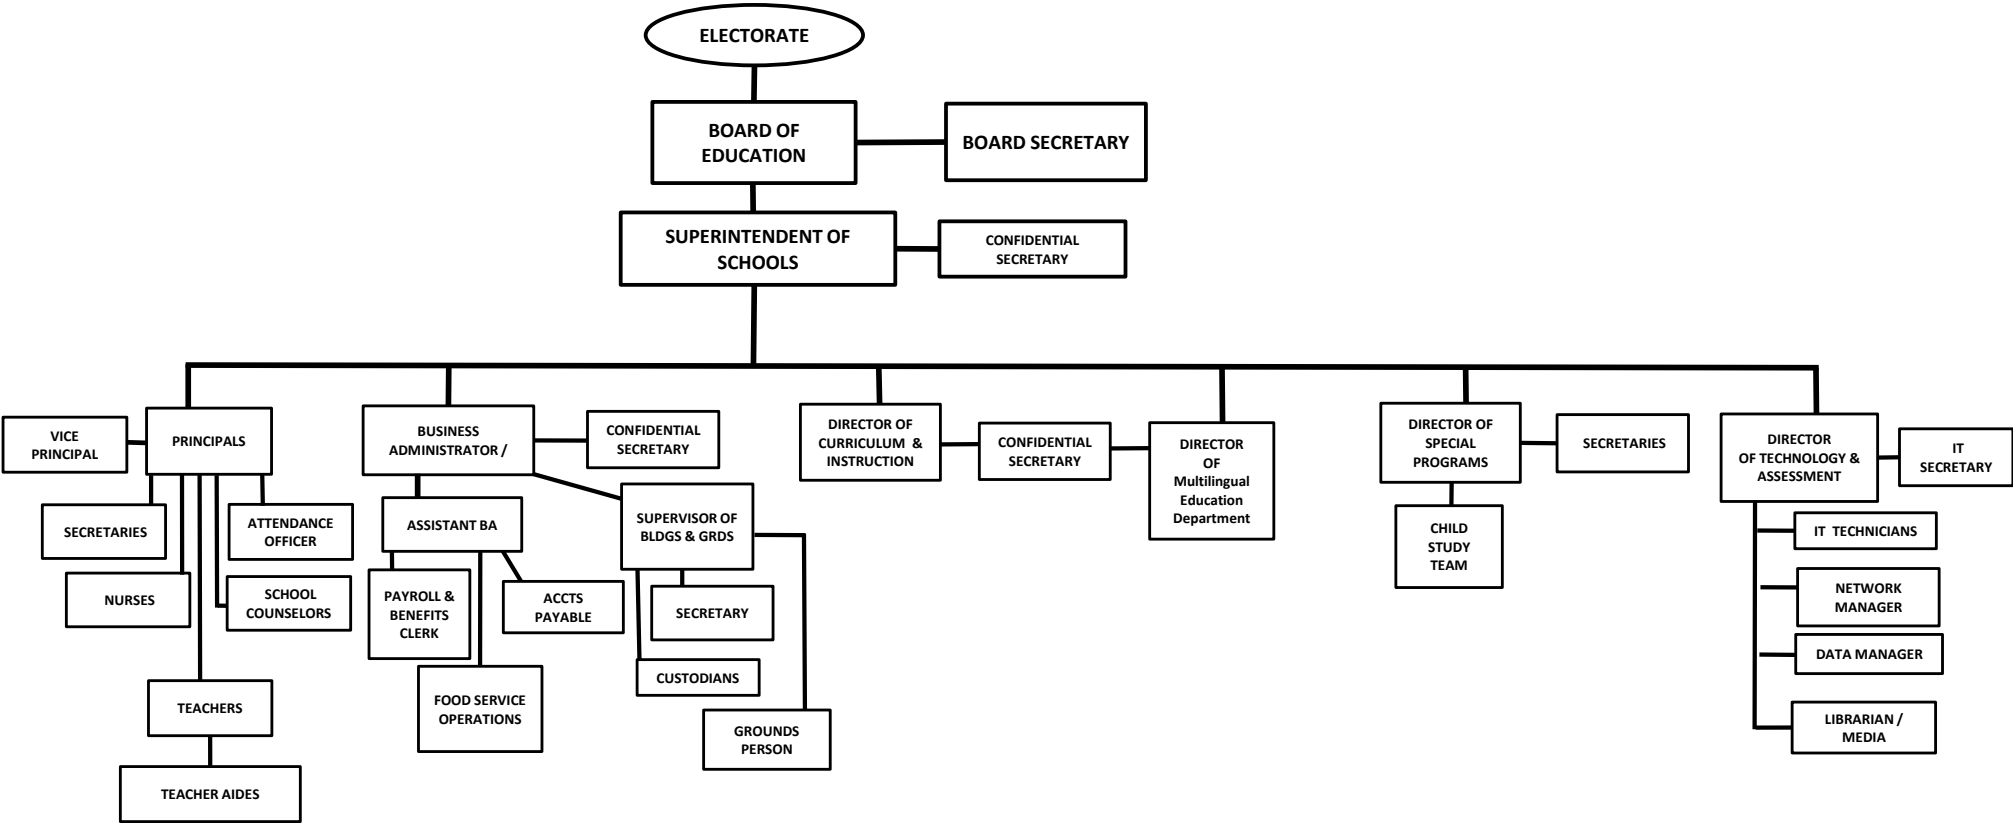 ELECTORATE
BOARD OF
EDUCATION
BOARD SECRETARY
SUPERINTENDENT OF
SCHOOLS
CONFIDENTIAL
SECRETARY
VICE
PRINCIPAL
PRINCIPALS
SECRETARIES
ATTENDANCE
OFFICER
NURSES
SCHOOL
COUNSELORS
TEACHERS
TEACHER AIDES
BUSINESS
ADMINISTRATOR /
CONFIDENTIAL
SECRETARY
ASSISTANT BA
SUPERVISOR OF
BLDGS & GRDS
PAYROLL &
BENEFITS
CLERK
ACCTS
PAYABLE
SECRETARY
FOOD SERVICE
OPERATIONS
CUSTODIANS
GROUNDS
PERSON
DIRECTOR OF
CURRICULUM &
INSTRUCTION
CONFIDENTIAL
SECRETARY
DIRECTOR
OF
Multilingual
Education
Department
DIRECTOR OF
SPECIAL
PROGRAMS
SECRETARIES
CHILD
STUDY
TEAM
DIRECTOR
OF TECHNOLOGY &
ASSESSMENT
IT
SECRETARY
IT TECHNICIANS
NETWORK
MANAGER
DATA MANAGER
LIBRARIAN /
MEDIA